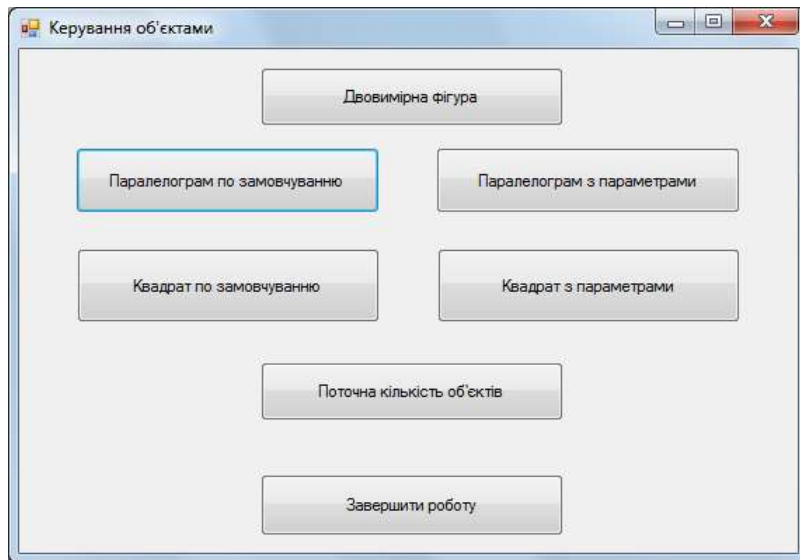 Керування об'єктами
Двовимірна фігура
Паралелограм по замовчуванню
Паралелограм з параметрами
Квадрат по замовчуванню
Квадрат з параметрами
Поточна кількість об'єктів
Завершити роботу